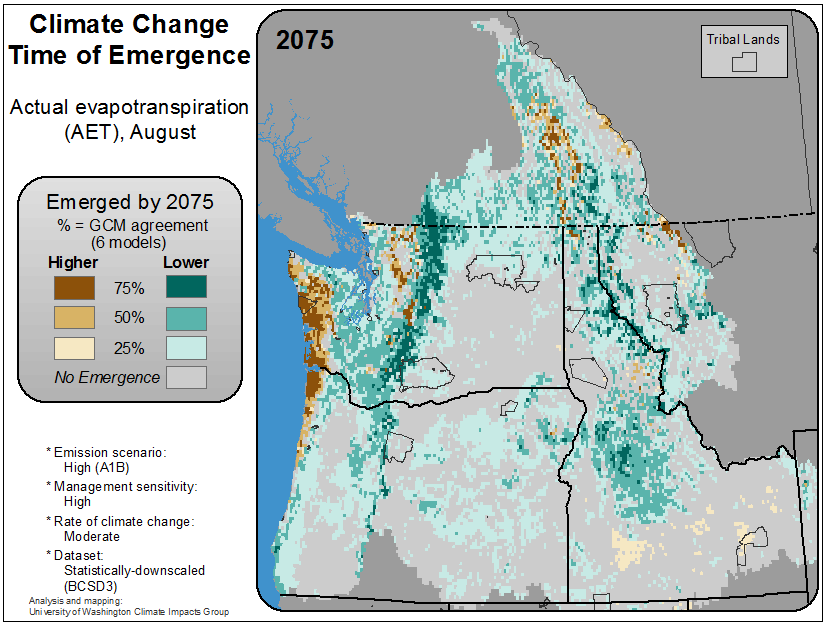 Climate Change
Time of Emergence
Actual evapotranspiration
(AET), August
Emerged by 2075
% = GCM agreement
(6 models)
Higher Lower
75%
50%
25%
No Emergence
* Emission scenario:
High (A1B)
* Management sensitivity:
High
* Rate of climate change:
Moderate
* Dataset:
Statistically-downscaled
(BCSD3)
Analysis and mapping:
University of Washington Climate Impacts Group
2075
Tribal Lands